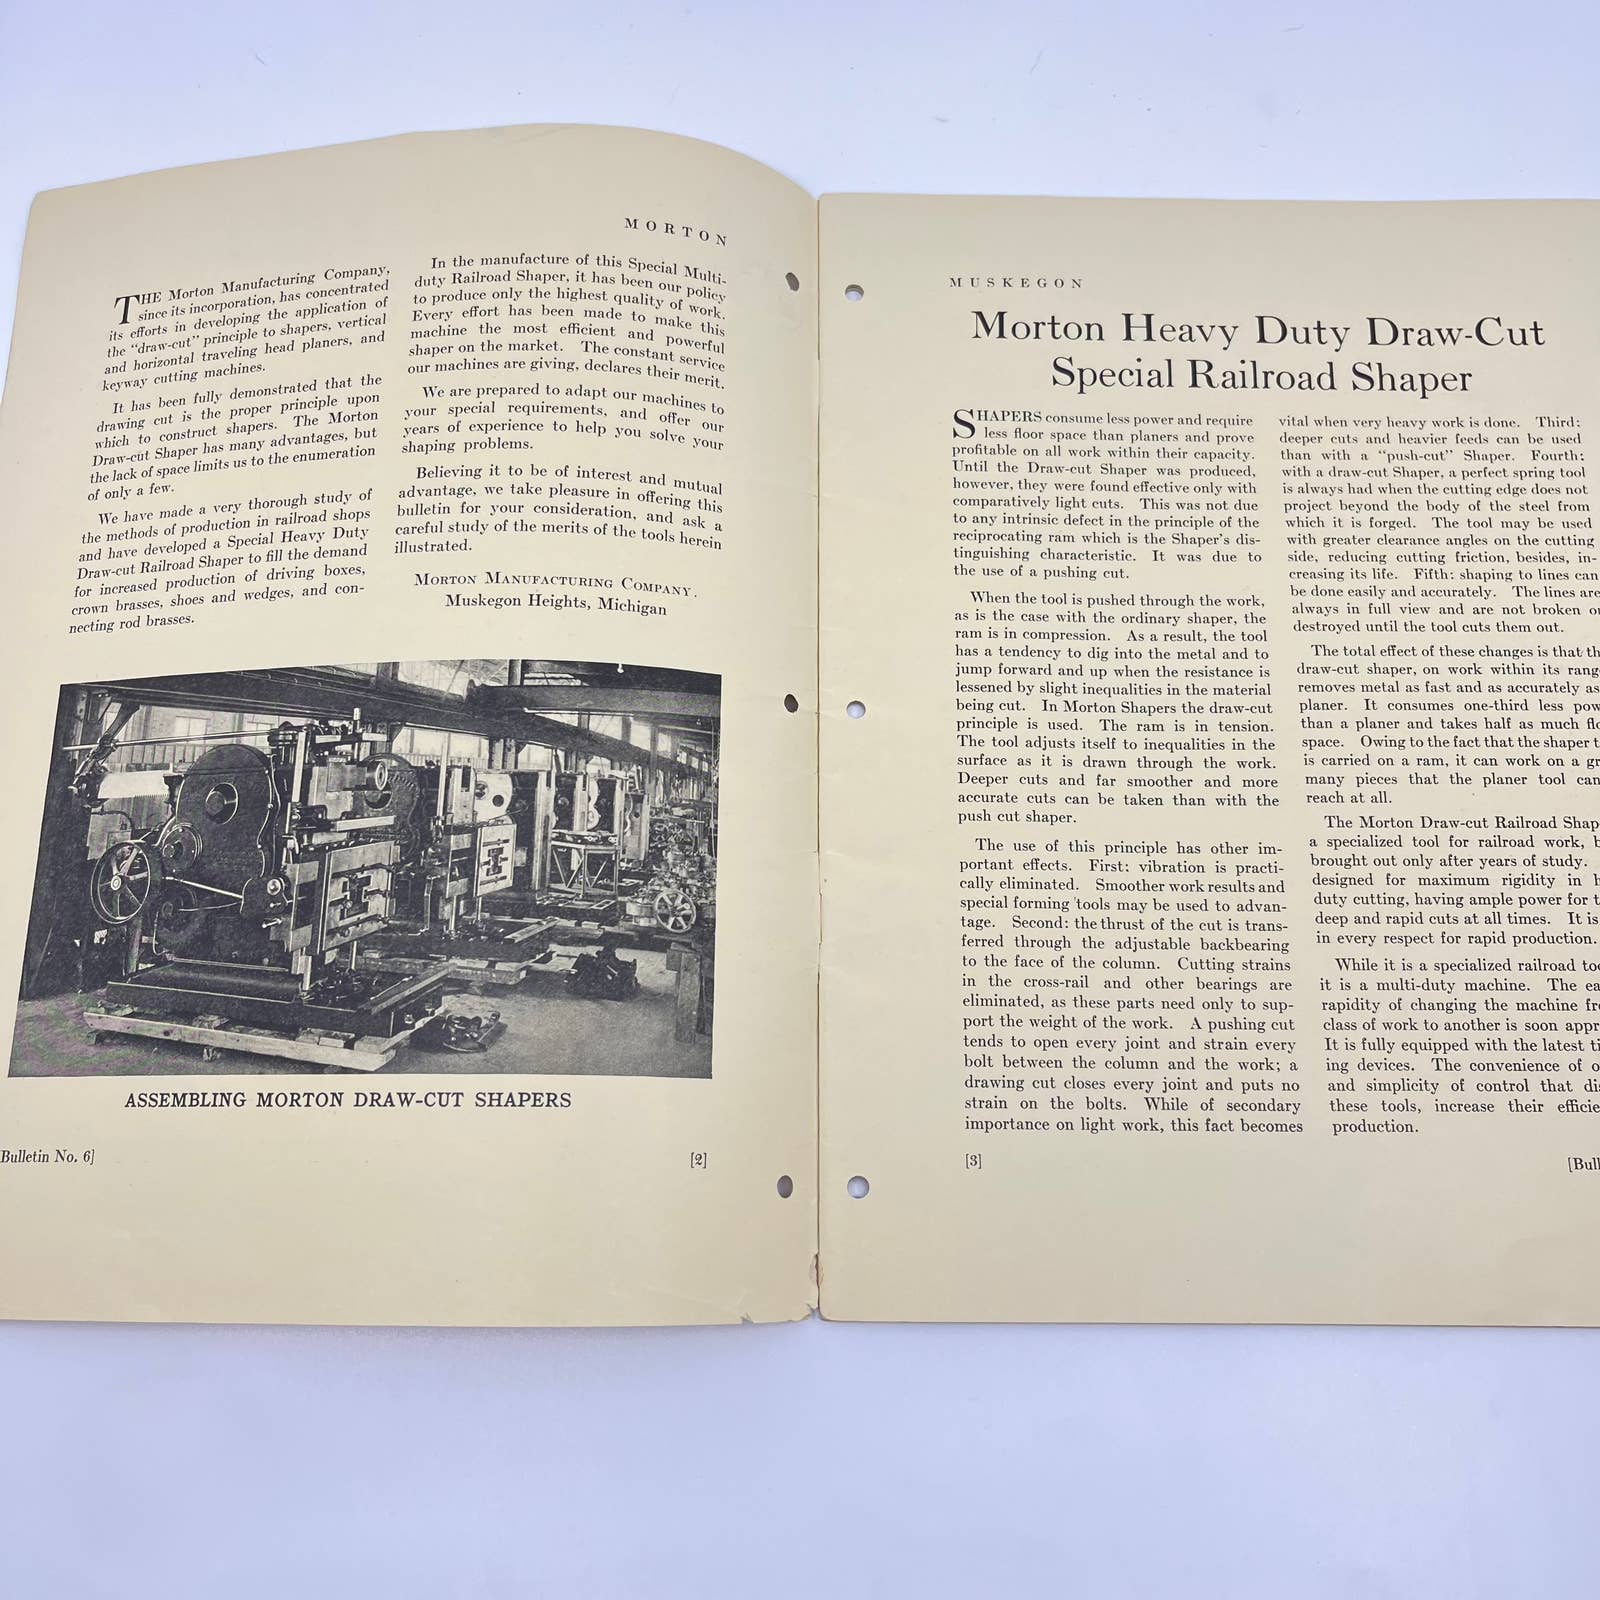 MORTON
THE Morton Manufacturing Company,
since its incorporation, has concentrated
its efforts in developing the application of
the "draw-cut" principle to shapers, vertical
and horizontal traveling head planers, and
keyway cutting machines.
It has been fully demonstrated that the
drawing cut is the proper principle upon
which to construct shapers. The Morton
Draw-cut Shaper has many advantages, but
the lack of space limits us to the enumeration
of only a few.
We have made a very thorough study of
the methods of production in railroad shops
and have developed a Special Heavy Duty
Draw-cut Railroad Shaper to fill the demand
for increased production of driving boxes,
crown brasses, shoes and wedges, and con-
necting rod brasses.
In the manufacture of this Special Multi-
duty Railroad Shaper, it has been our policy
to produce only the highest quality of work.
Every effort has been made to make this
machine the most efficient and powerful
shaper on the market. The constant service
our machines are giving, declares their merit.
We are prepared to adapt our machines to
your special requirements, and offer our
years of experience to help you solve your
shaping problems.
Believing it to be of interest and mutual
advantage, we take pleasure in offering this
bulletin for your consideration, and ask a
careful study of the merits of the tools herein
illustrated.
MORTON MANUFACTURING COMPANY.
Muskegon Heights, Michigan
ASSEMBLING MORTON DRAW-CUT SHAPERS
Bulletin No. 6]
[2]
MUSKEGON
Morton Heavy Duty Draw-Cut
Special Railroad Shaper
SHAPERS consume less power and require
less floor space than planers and prove
profitable on all work within their capacity.
Until the Draw-cut Shaper was produced,
however, they were found effective only with
comparatively light cuts. This was not due
to any intrinsic defect in the principle of the
reciprocating ram which is the Shaper's dis-
tinguishing characteristic. It was due to
the use of a pushing cut.
When the tool is pushed through the work,
as is the case with the ordinary shaper, the
ram is in compression. As a result, the tool
has a tendency to dig into the metal and to
jump forward and up when the resistance is
lessened by slight inequalities in the material
being cut. In Morton Shapers the draw-cut
principle is used. The ram is in tension.
The tool adjusts itself to inequalities in the
surface as it is drawn through the work.
Deeper cuts and far smoother and more
accurate cuts can be taken than with the
push cut shaper.
The use of this principle has other im-
portant effects. First: vibration is practi-
cally eliminated. Smoother work results and
special forming tools may be used to advan-
tage. Second: the thrust of the cut is trans-
ferred through the adjustable backbearing
to the face of the column. Cutting strains
in the cross-rail and other bearings are
eliminated, as these parts need only to sup-
port the weight of the work. A pushing cut
tends to open every joint and strain every
bolt between the column and the work; a
drawing cut closes every joint and puts no
strain on the bolts. While of secondary
importance on light work, this fact becomes
vital when very heavy work is done. Third:
deeper cuts and heavier feeds can be used
than with a "push-cut" Shaper. Fourth:
with a draw-cut Shaper, a perfect spring tool
is always had when the cutting edge does not
project beyond the body of the steel from
which it is forged. The tool may be used
with greater clearance angles on the cutting
side, reducing cutting friction, besides, in-
creasing its life. Fifth: shaping to lines can
be done easily and accurately. The lines are
always in full view and are not broken o
destroyed until the tool cuts them out.
The total effect of these changes is that th
draw-cut shaper, on work within its rang
removes metal as fast and as accurately as
planer. It consumes one-third less pow
than a planer and takes half as much flo
space. Owing to the fact that the shaper t
is carried on a ram, it can work on a gr
many pieces that the planer tool can
reach at all.
The Morton Draw-cut Railroad Shap
a specialized tool for railroad work, b
brought out only after years of study.
designed for maximum rigidity in h
duty cutting, having ample power for t
deep and rapid cuts at all times. It is
in every respect for rapid production.
While it is a specialized railroad too
it is a multi-duty machine. The ea
rapidity of changing the machine fr
class of work to another is soon appr
It is fully equipped with the latest ti
ing devices. The convenience of o
and simplicity of control that dis
these tools, increase their efficie
production.
[3]
[Bull